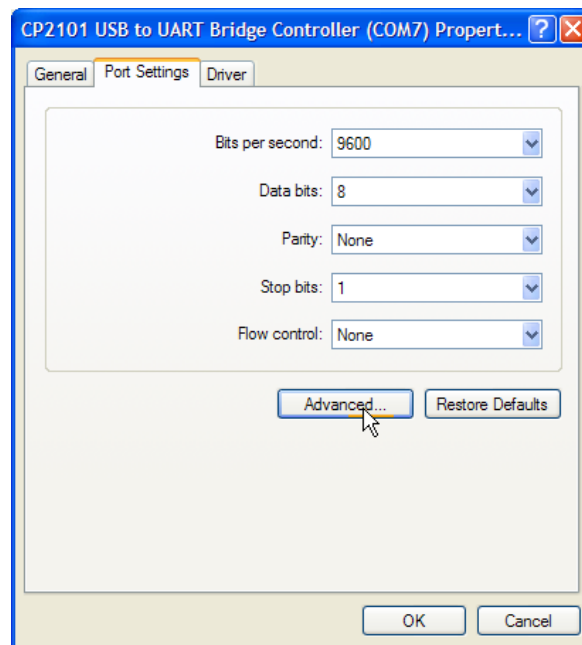 CP2101 USB to UART Bridge Controller (COM7) Propert... ?
General Port Settings Driver
Bits per second: 9600
Data bits: 8
Parity: None
Stop bits: 1
Flow control: None
Advanced... Restore Defaults
OK Cancel